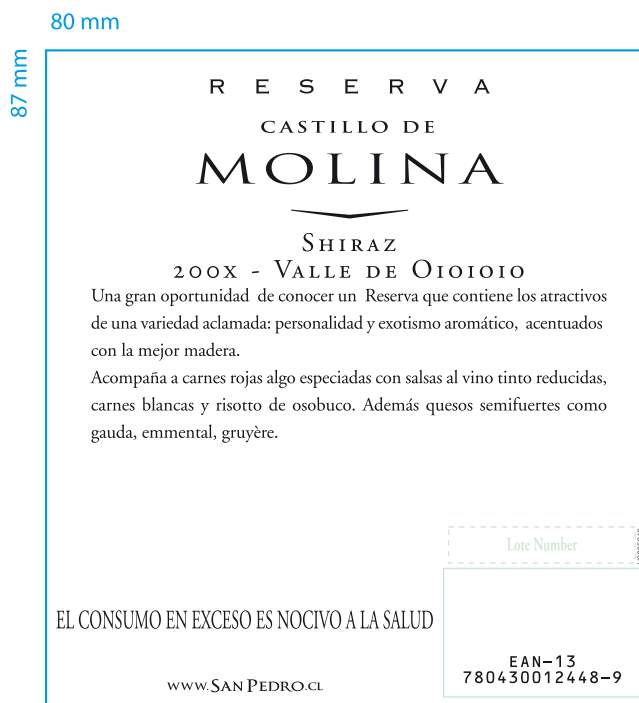 80 mm
87 mm
RESERVA
CASTILLO DE
MOLINA
SHIRAZ
200X - VALLE DE OIOIOIO
Una gran oportunidad de conocer un Reserva que contiene los atractivos
de una variedad aclamada: personalidad y exotismo aromático, acentuados
con la mejor madera.
Acompaña a carnes rojas algo especiadas con salsas al vino tinto reducidas,
carnes blancas y risotto de osobuco. Además quesos semifuertes como
gauda, emmental, gruyère.
Lote Number
EL CONSUMO EN EXCESO ES NOCIVO A LA SALUD
EAN-13
780430012448-9
WWW.SAN PEDRO.CL